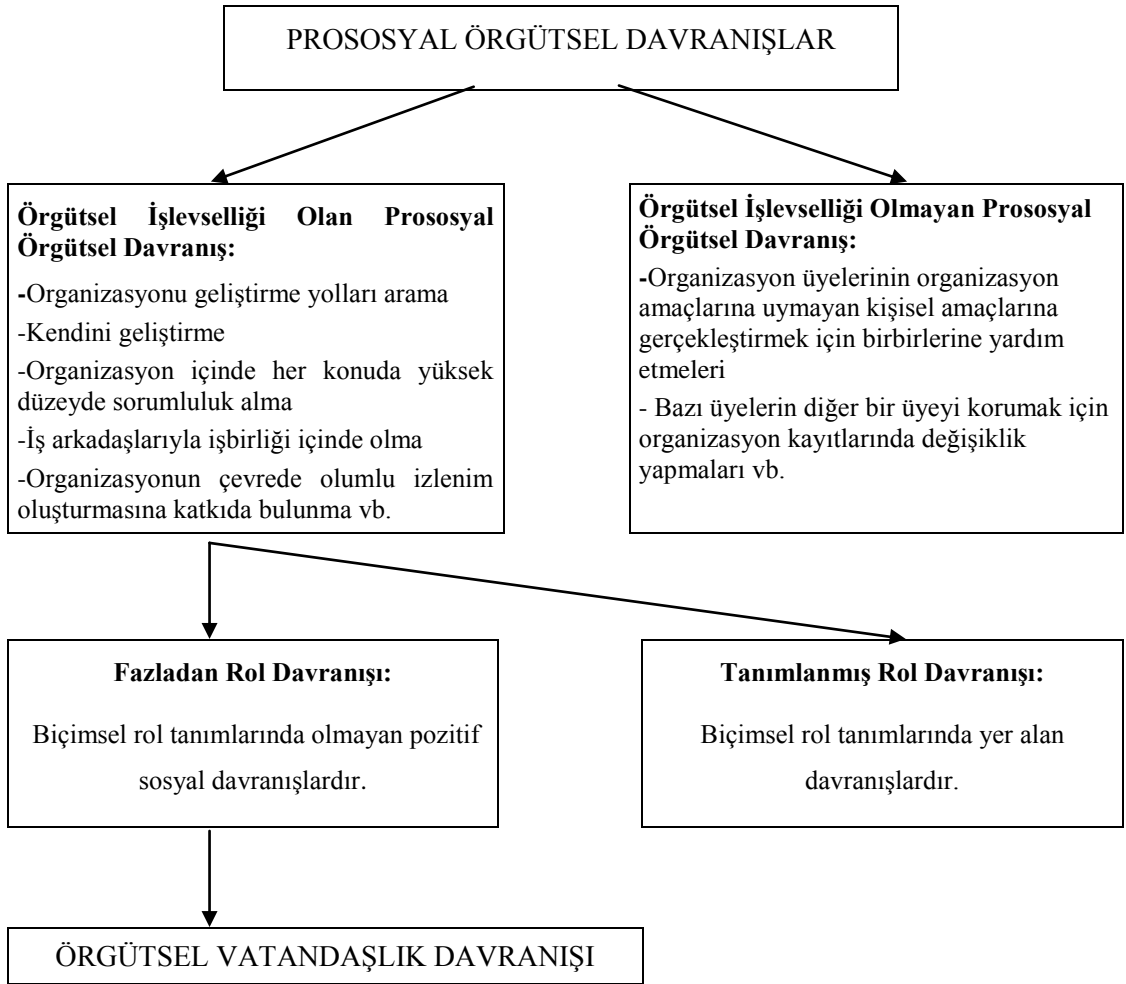 PROSOSYAL ÖRGÜTSEL DAVRANIŞLAR
Örgütsel İşlevselliği Olan Prososyal
Örgütsel Davranış:
-Organizasyonu geliştirme yolları arama
-Kendini geliştirme
-Organizasyon içinde her konuda yüksek
düzeyde sorumluluk alma
-İş arkadaşlarıyla işbirliği içinde olma
-Organizasyonun çevrede olumlu izlenim
oluşturmasına katkıda bulunma vb.
Örgütsel İşlevselliği Olmayan Prososyal
Örgütsel Davranış:
-Organizasyon üyelerinin organizasyon
amaçlarına uymayan kişisel amaçlarına
gerçekleştirmek için birbirlerine yardım
etmeleri
- Bazı üyelerin diğer bir üyeyi korumak için
organizasyon kayıtlarında değişiklik
yapmaları vb.
Fazladan Rol Davranışı:
Biçimsel rol tanımlarında olmayan pozitif
sosyal davranışlardır.
Tanımlanmış Rol Davranışı:
Biçimsel rol tanımlarında yer alan
davranışlardır.
ÖRGÜTSEL VATANDAŞLIK DAVRANIŞI